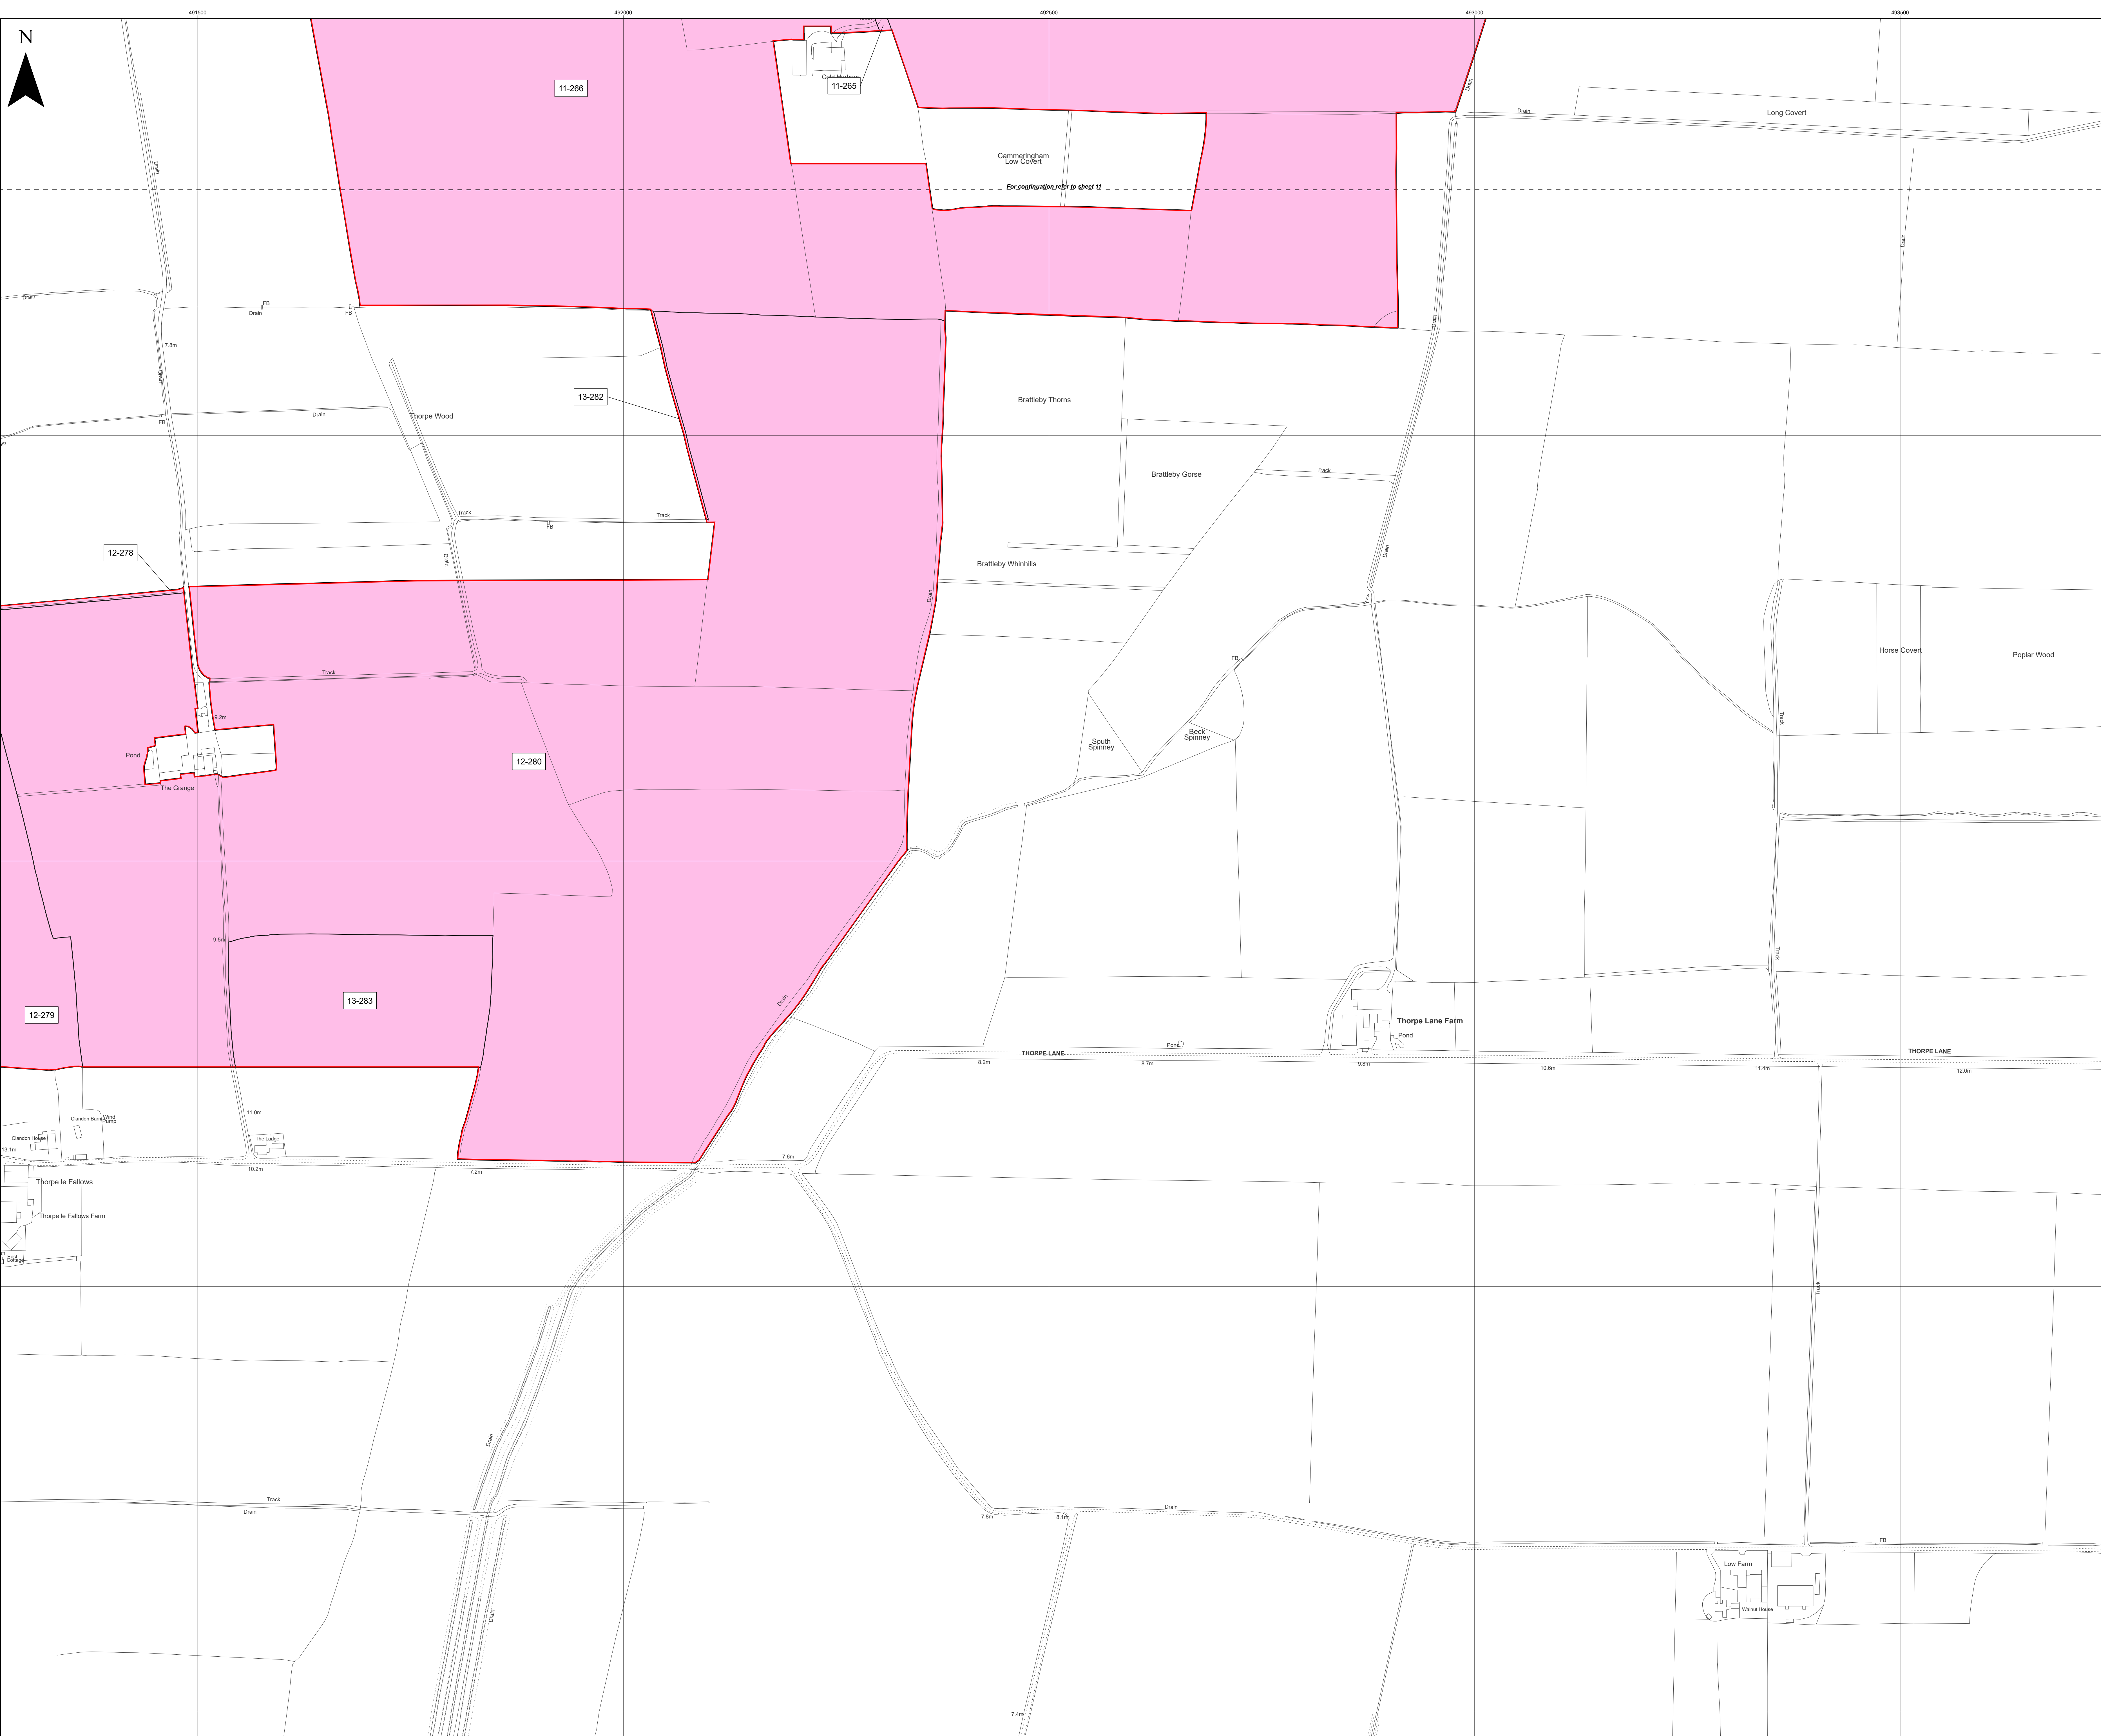 491500
492000
492500
493000
493500
N
11-266
Cold Harbour
11-265
Drain
Drain
Long Covert
Cammeringham
Low Covert
For continuation refer to sheet 11
Drain
Drain
Drain
FB
Drain
FB
Drain
7.8m
Drain
13-282
Brattleby Thorns
Drain
Thorpe Wood
FB
Track
Brattleby Gorse
Track
Track
FB
12-278
Drain
Drain
Brattleby Whinhills
Drain
Horse Covert
Poplar Wood
FB
Track
9.2m
Track
Pond
South
Spinney
Beck
Spinney
12-280
The Grange
9.5m
Track
13-283
Drain
12-279
Thorpe Lane Farm
Pond
Pond
THORPE LANE
THORPE LANE
8.2m
8.7m
9.8m
10.6m
11.4m
12.0m
11.0m
Clandon Barn
Wind
Pump
Clandon House
The Lodge
13.1m
10.2m
7.2m
7.6m
Thorpe le Fallows
Thorpe le Fallows Farm
East
Cottage
Track
Drain
Track
Drain
Drain
7.8m
8.1m
FB
Low Farm
Walnut House
Drain
7.4m